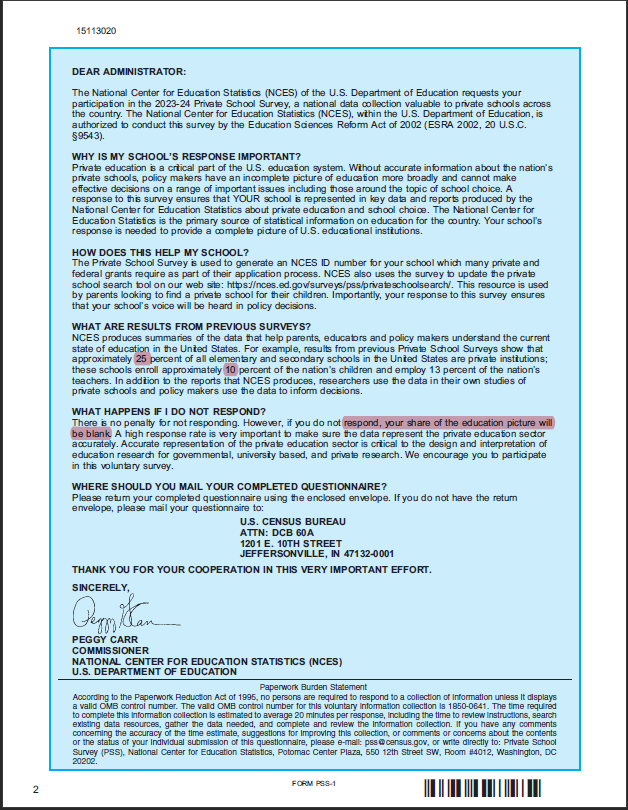 15113020
DEAR ADMINISTRATOR:
The National Center for Education Statistics (NCES) of the U.S. Department of Education requests your
participation in the 2023-24 Private School Survey, a national data collection valuable to private schools across
the country. The National Center for Education Statistics (NCES), within the U.S. Department of Education, is
authorized to conduct this survey by the Education Sciences Reform Act of 2002 (ESRA 2002, 20 U.S.C.
§9543).
WHY IS MY SCHOOL'S RESPONSE IMPORTANT?
Private education is a critical part of the U.S. education system. Without accurate information about the nation's
private schools, policy makers have an incomplete picture of education more broadly and cannot make
effective decisions on a range of important issues including those around the topic of school choice. A
response to this survey ensures that YOUR school is represented in key data and reports produced by the
National Center for Education Statistics about private education and school choice. The National Center for
Education Statistics is the primary source of statistical information on education for the country. Your school's
response is needed to provide a complete picture of U.S. educational institutions.
HOW DOES THIS HELP MY SCHOOL?
The Private School Survey is used to generate an NCES ID number for your school which many private and
federal grants require as part of their application process. NCES also uses the survey to update the private
school search tool on our web site: https://nces.ed.gov/surveys/pss/privateschoolsearch/. This resource is used
by parents looking to find a private school for their children. Importantly, your response to this survey ensures
that your school's voice will be heard in policy decisions.
WHAT ARE RESULTS FROM PREVIOUS SURVEYS?
NCES produces summaries of the data that help parents, educators and policy makers understand the current
state of education in the United States. For example, results from previous Private School Surveys show that
approximately 25 percent of all elementary and secondary schools in the United States are private institutions;
these schools enroll approximately 10 percent of the nation's children and employ 13 percent of the nation's
teachers. In addition to the reports that NCES produces, researchers use the data in their own studies of
private schools and policy makers use the data to inform decisions.
WHAT HAPPENS IF I DO NOT RESPOND?
There is no penalty for not responding. However, if you do not respond, your share of the education picture will
be blank. A high response rate is very important to make sure the data represent the private education sector
accurately. Accurate representation of the private education sector is critical to the design and interpretation of
education research for governmental, university based, and private research. We encourage you to participate
in this voluntary survey.
WHERE SHOULD YOU MAIL YOUR COMPLETED QUESTIONNAIRE?
Please return your completed questionnaire using the enclosed envelope. If you do not have the return
envelope, please mail your questionnaire to:
U.S. CENSUS BUREAU
ATTN: DCB 60A
1201 E. 10TH STREET
JEFFERSONVILLE, IN 47132-0001
THANK YOU FOR YOUR COOPERATION IN THIS VERY IMPORTANT EFFORT.
SINCERELY,
PEGGY CARR
COMMISSIONER
NATIONAL CENTER FOR EDUCATION STATISTICS (NCES)
U.S. DEPARTMENT OF EDUCATION
Paperwork Burden Statement
According to the Paperwork Reduction Act of 1995, no persons are required to respond to a collection of information unless it displays
a valid OMB control number. The valid OMB control number for this voluntary information collection is 1850-0641. The time required
to complete this information collection is estimated to average 20 minutes per response, including the time to review instructions, search
existing data resources, gather the data needed, and complete and review the information collection. If you have any comments
concerning the accuracy of the time estimate, suggestions for improving this collection, or comments or concerns about the contents
or the status of your individual submission of this questionnaire, please e-mail: pss@census.gov, or write directly to: Private School
Survey (PSS), National Center for Education Statistics, Potomac Center Plaza, 550 12th Street SW, Room #4012, Washington, DC
20202.
2
FORM PSS-1